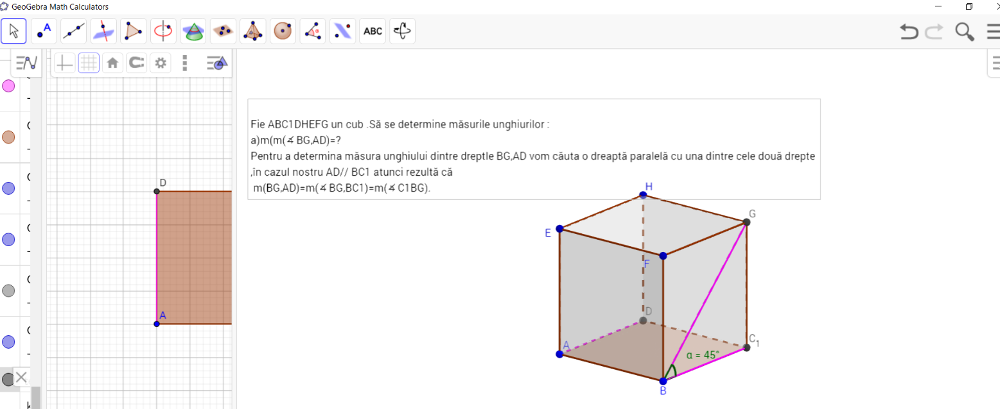 GeoGebra Math Calculators
A
ABC
Fie ABC1DHEFG un cub .Să se determine măsurile unghiurilor :
a)m(m(∡ BG,AD)=?
Pentru a determina măsura unghiului dintre dreptle BG,AD vom căuta o dreaptă paralelă cu una dintre cele două drepte
,în cazul nostru AD// BC1 atunci rezultă că
m(BG,AD)=m(∡ BG,BC1)=m(∡ C1BG).
D
A
H
G
E
F
D
C₁
A
α = 45°
B